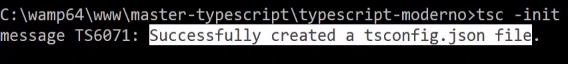 C:\wamp64\www\master-typescript\typescript-moderno>tsc -init
message TS6071: Successfully created a tsconfig.json file.